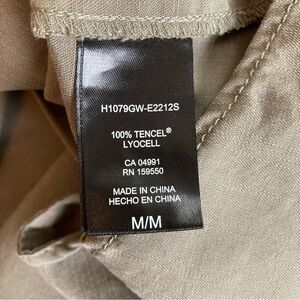 H1079GW-E2212S
100% TENCEL®
LYOCELL
CA 04991
RN 159550
MADE IN CHINA
HECHO EN CHINA
M/M